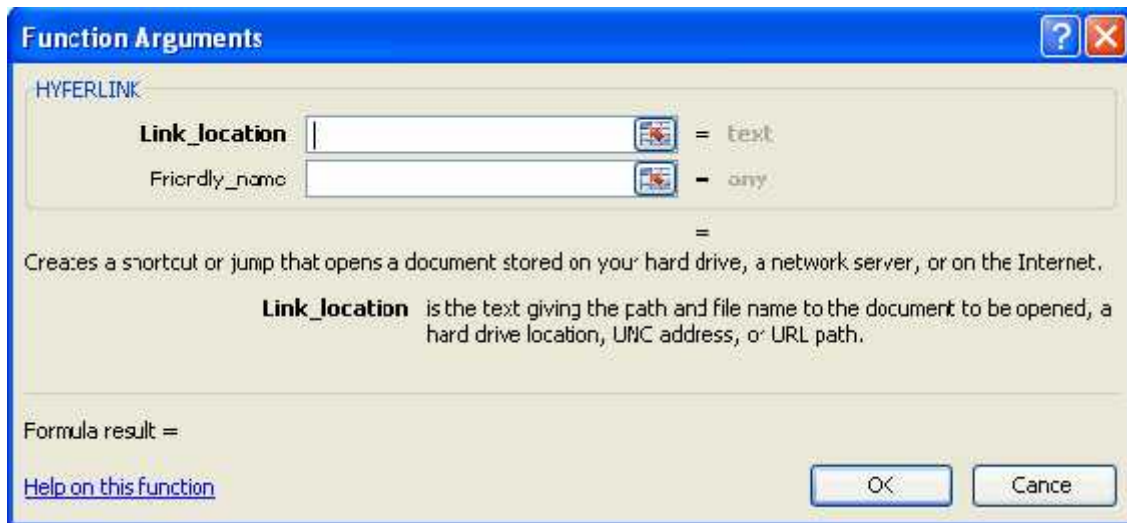 Function Arguments
HYPERLINK
Link_location = text
Friendly_name = any
=
Creates a shortcut or jump that opens a document stored on your hard drive, a network server, or on the Internet.
Link_location is the text giving the path and file name to the document to be opened, a
hard drive location, UNC address, or URL path.
Formula result =
Help on this function
OK
Cancel